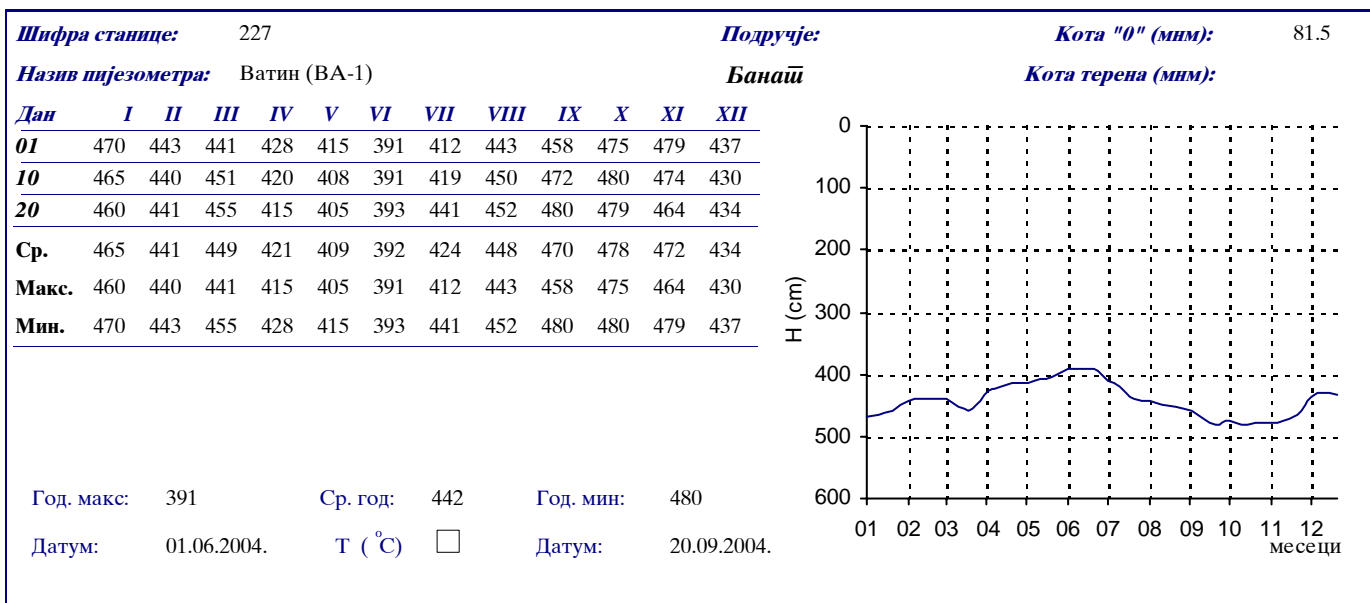 Шифра станице: 227 Подручје: Кота "0" (мнм): 81.5
Назив пијезометра: Ватин (ВА-1) Банат Кота терена (мнм):
Дан I II III IV V VI VII VIII IX X XI XII
01 470 443 441 428 415 391 412 443 458 475 479 437
10 465 440 451 420 408 391 419 450 472 480 474 430
20 460 441 455 415 405 393 441 452 480 479 464 434
Ср. 465 441 449 421 409 392 424 448 470 478 472 434
Макс. 460 440 441 415 405 391 412 443 458 475 464 430
Мин. 470 443 455 428 415 393 441 452 480 480 479 437
Год. макс: 391 Ср. год: 442 Год. мин: 480
Датум: 01.06.2004. Т ( °C) Датум: 20.09.2004.
H (cm)
0
100
200
300
400
500
600
01 02 03 04 05 06 07 08 09 10 11 12
месеци